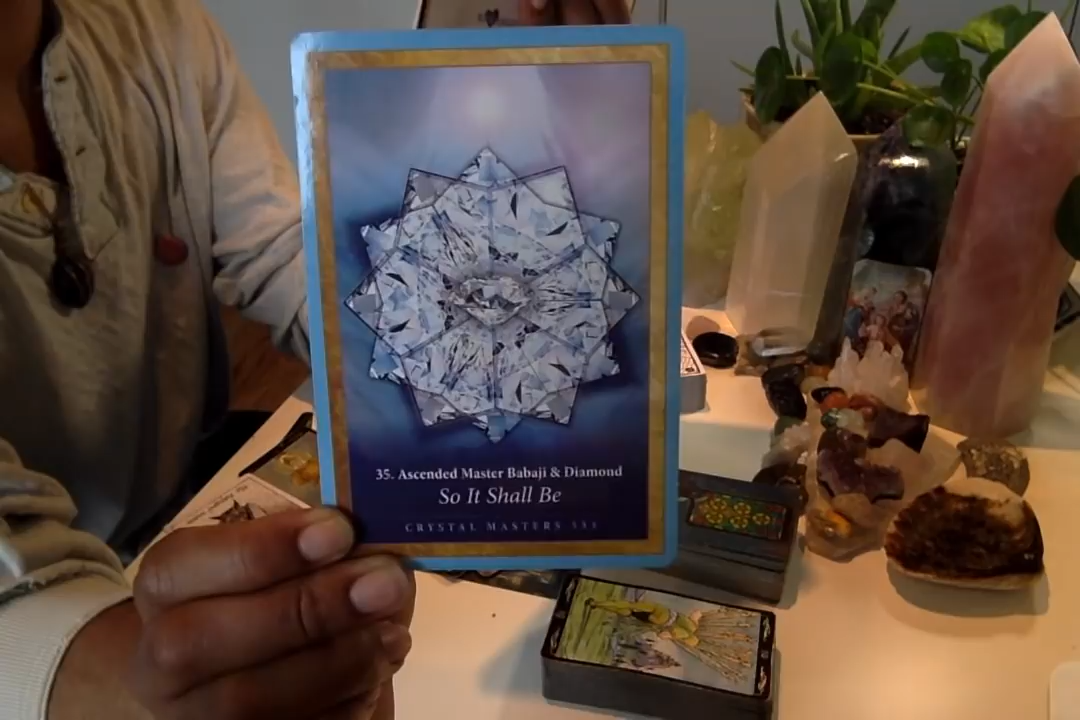 35. Ascended Master Babaji & Diamond
So It Shall Be
CRYSTAL MASTERS 333